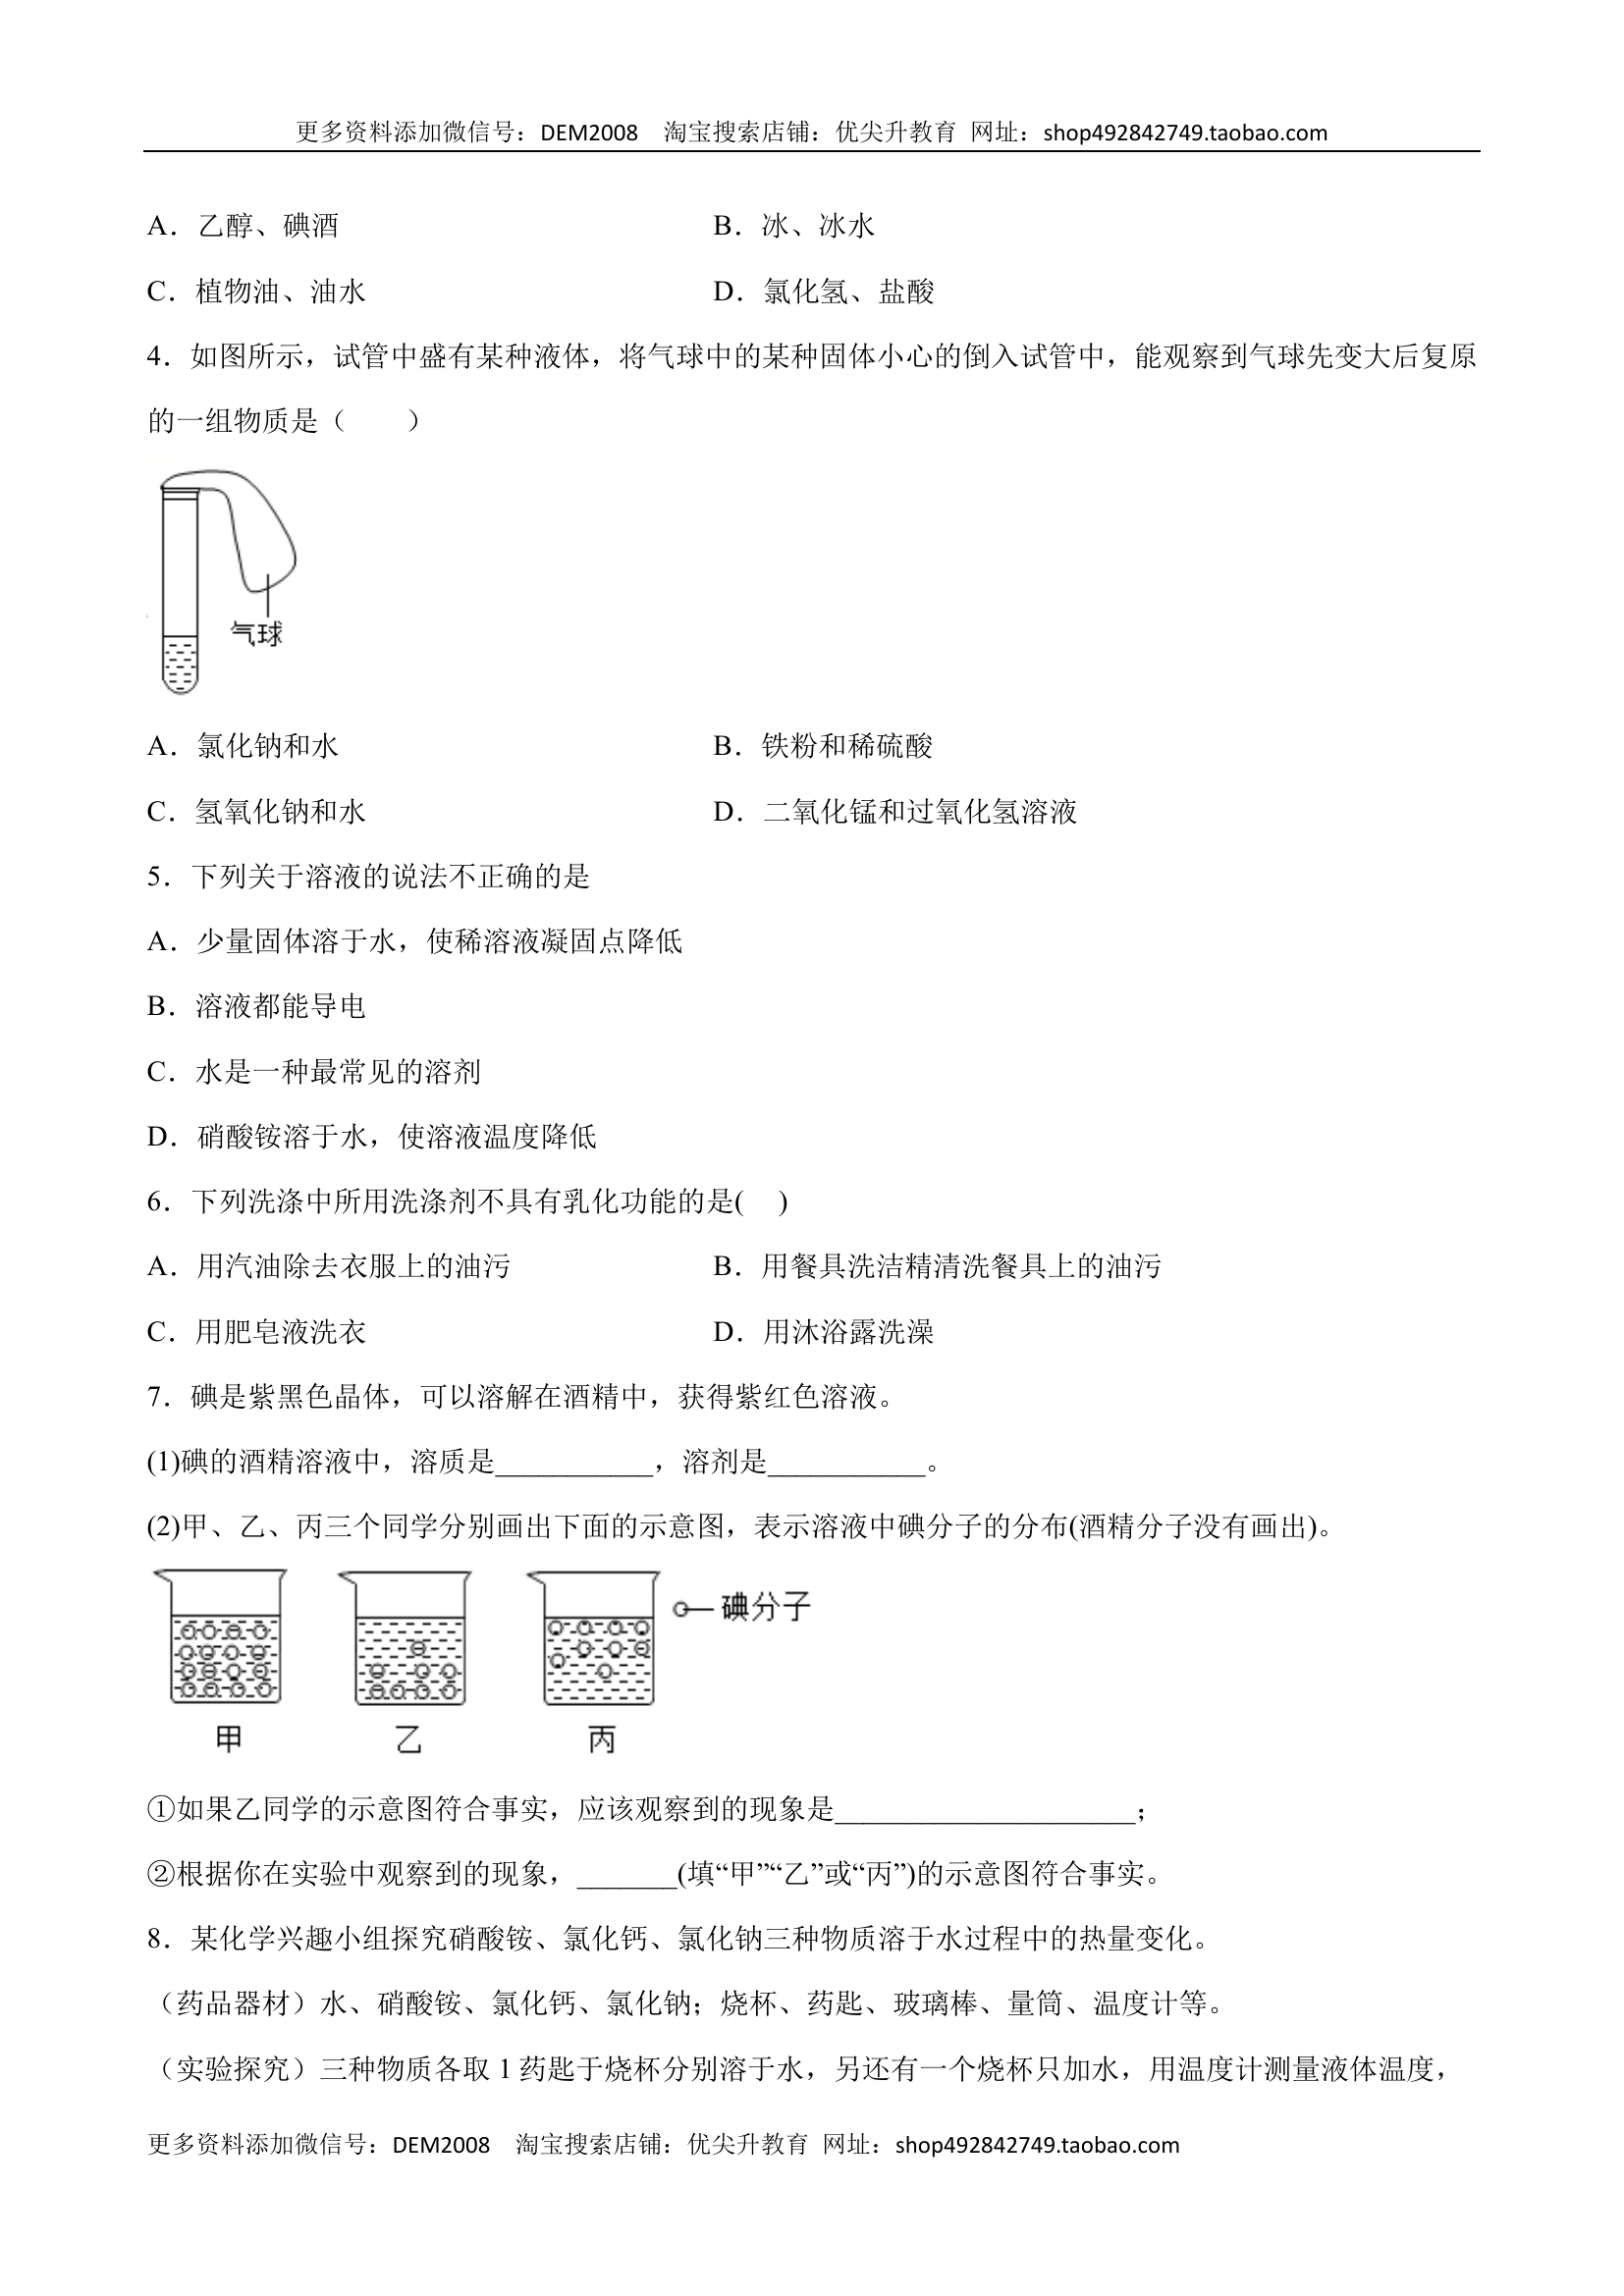 更多资料添加微信号：DEM2008 淘宝搜索店铺：优尖升教育 网址：shop492842749.taobao.com
A．乙醇、碘酒 B．冰、冰水
C．植物油、油水 D．氯化氢、盐酸
4．如图所示，试管中盛有某种液体，将气球中的某种固体小心的倒入试管中，能观察到气球先变大后复原
的一组物质是（ ）
气球
A．氯化钠和水 B．铁粉和稀硫酸
C．氢氧化钠和水 D．二氧化锰和过氧化氢溶液
5．下列关于溶液的说法不正确的是
A．少量固体溶于水，使稀溶液凝固点降低
B．溶液都能导电
C．水是一种最常见的溶剂
D．硝酸铵溶于水，使溶液温度降低
6．下列洗涤中所用洗涤剂不具有乳化功能的是( )
A．用汽油除去衣服上的油污 B．用餐具洗洁精清洗餐具上的油污
C．用肥皂液洗衣 D．用沐浴露洗澡
7．碘是紫黑色晶体，可以溶解在酒精中，获得紫红色溶液。
(1)碘的酒精溶液中，溶质是___________，溶剂是___________。
(2)甲、乙、丙三个同学分别画出下面的示意图，表示溶液中碘分子的分布(酒精分子没有画出)。
碘分子
甲 乙 丙
①如果乙同学的示意图符合事实，应该观察到的现象是_____________________；
②根据你在实验中观察到的现象，_______(填“甲”“乙”或“丙”)的示意图符合事实。
8．某化学兴趣小组探究硝酸铵、氯化钙、氯化钠三种物质溶于水过程中的热量变化。
（药品器材）水、硝酸铵、氯化钙、氯化钠；烧杯、药匙、玻璃棒、量筒、温度计等。
（实验探究）三种物质各取 1 药匙于烧杯分别溶于水，另还有一个烧杯只加水，用温度计测量液体温度，
更多资料添加微信号：DEM2008 淘宝搜索店铺：优尖升教育 网址：shop492842749.taobao.com